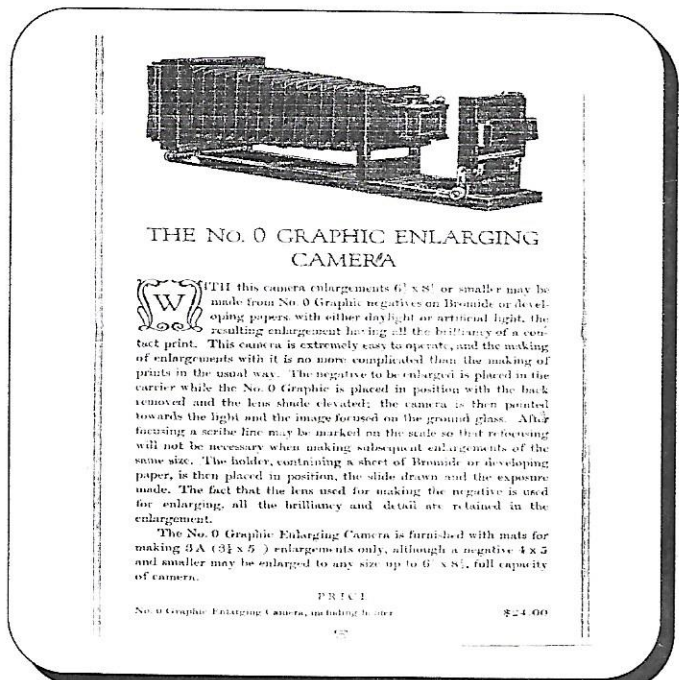 THE No. 0 GRAPHIC ENLARGING
CAMERA
WITH this camera enlargements 6½ x 8½ or smaller may be
made from No. 0 Graphic negatives on Bromide or devel-
oping papers, with either daylight or artificial light, the
resulting enlargement having all the brilliancy of a con-
tact print. This camera is extremely easy to operate, and the making
of enlargements with it is no more complicated than the making of
prints in the usual way. The negative to be enlarged is placed in the
carrier while the No. 0 Graphic is placed in position with the back
removed and the lens shade elevated; the camera is then pointed
towards the light and the image focused on the ground glass. After
focusing a scribe line may be marked on the scale so that refocusing
will not be necessary when making subsequent enlargements of the
same size. The holder, containing a sheet of Bromide or developing
paper, is then placed in position, the slide drawn and the exposure
made. The fact that the lens used for making the negative is used
for enlarging, all the brilliancy and detail are retained in the
enlargement.
The No. 0 Graphic Enlarging Camera is furnished with mats for
making 3A (3¼ x 5 ) enlargements only, although a negative 4 x 5
and smaller may be enlarged to any size up to 6 x 8½, full capacity
of camera.
PRICE
No. 0 Graphic Enlarging Camera, including holder $24.00